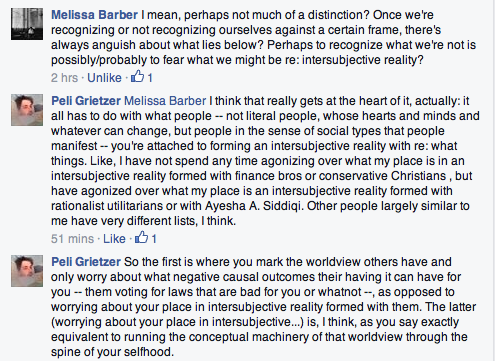 Melissa Barber I mean, perhaps not much of a distinction? Once we're
recognizing or not recognizing ourselves against a certain frame, there's
always anguish about what lies below? Perhaps to recognize what we're not is
possibly/probably to fear what we might be re: intersubjective reality?
2 hrs · Unlike · 1
Peli Grietzer Melissa Barber I think that really gets at the heart of it, actually: it
all has to do with what people -- not literal people, whose hearts and minds and
whatever can change, but people in the sense of social types that people
manifest -- you're attached to forming an intersubjective reality with re: what
things. Like, I have not spend any time agonizing over what my place is in an
intersubjective reality formed with finance bros or conservative Christians , but
have agonized over what my place is an intersubjective reality formed with
rationalist utilitarians or with Ayesha A. Siddiqi. Other people largely similar to
me have very different lists, I think.
51 mins · Like · 1
Peli Grietzer So the first is where you mark the worldview others have and
only worry about what negative causal outcomes their having it can have for
you -- them voting for laws that are bad for you or whatnot --, as opposed to
worrying about your place in intersubjective reality formed with them. The latter
(worrying about your place in intersubjective...) is, I think, as you say exactly
equivalent to running the conceptual machinery of that worldview through the
spine of your selfhood.